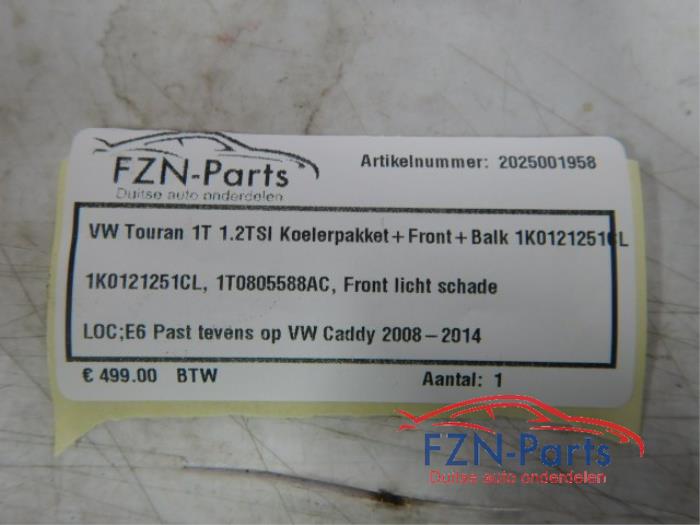 FZN-Parts
Duitse auto onderdelen
Artikelnummer: 2025001958
VW Touran 1T 1.2TSI Koelerpakket+Front+Balk 1K0121251CL
1K0121251CL, 1T0805588AC, Front licht schade
LOC;E6 Past tevens op VW Caddy 2008-2014
€ 499.00 BTW
Aantal: 1
FZN-Parts
Duitse auto onderdelen